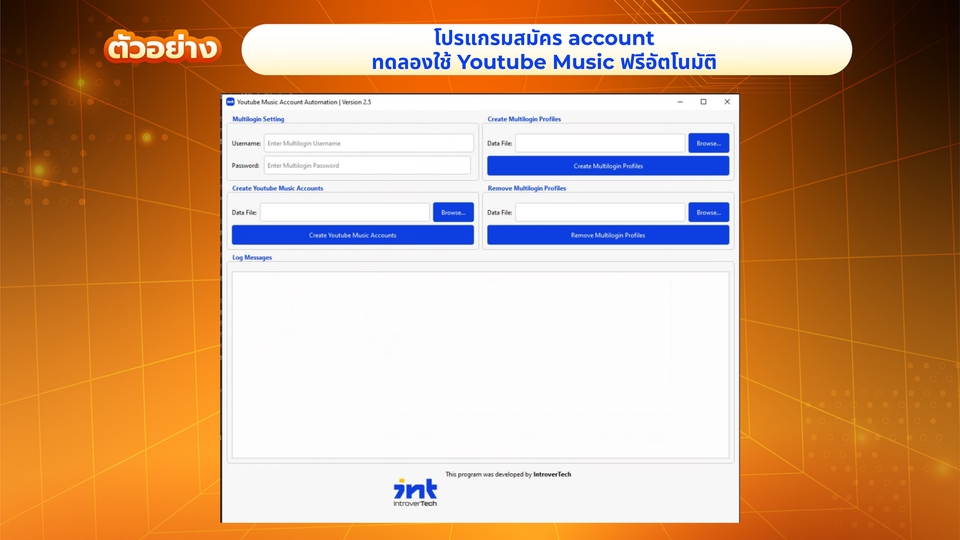 ตัวอย่าง
โปรแกรมสมัคร account
ทดลองใช้ Youtube Music ฟรีอัตโนมัติ
int Youtube Music Account Automation | Version 2.5
Multilogin Setting
Username: Enter Multilogin Username
Password: Enter Multilogin Password
Create Multilogin Profiles
Data File: Browse...
Create Multilogin Profiles
Create Youtube Music Accounts
Data File: Browse...
Create Youtube Music Accounts
Remove Multilogin Profiles
Data File: Browse...
Remove Multilogin Profiles
Log Messages
This program was developed by IntroverTech
int
introverTech